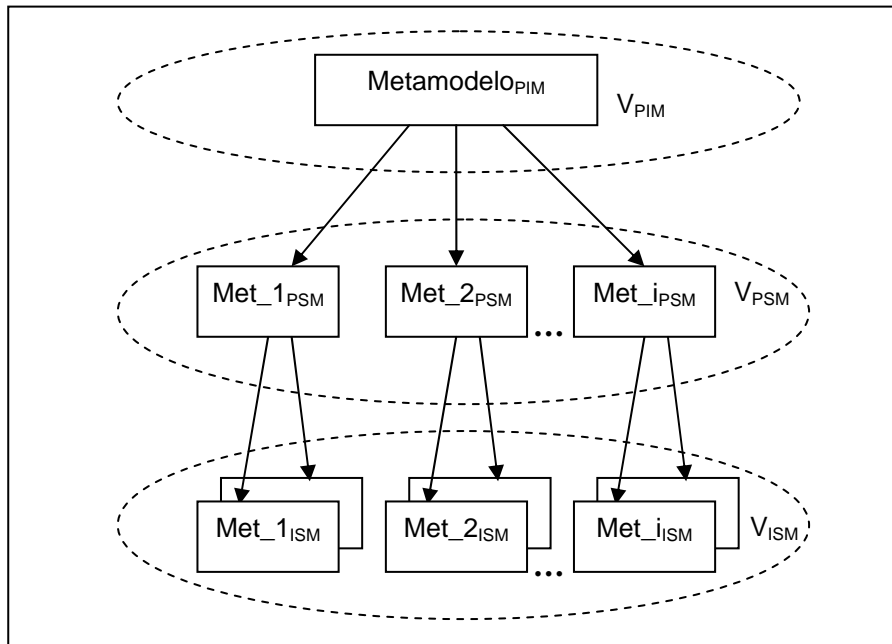 Metamodelo_PIM
V_PIM
Met_1_PSM
Met_2_PSM
...
Met_i_PSM
V_PSM
Met_1_ISM
Met_2_ISM
...
Met_i_ISM
V_ISM